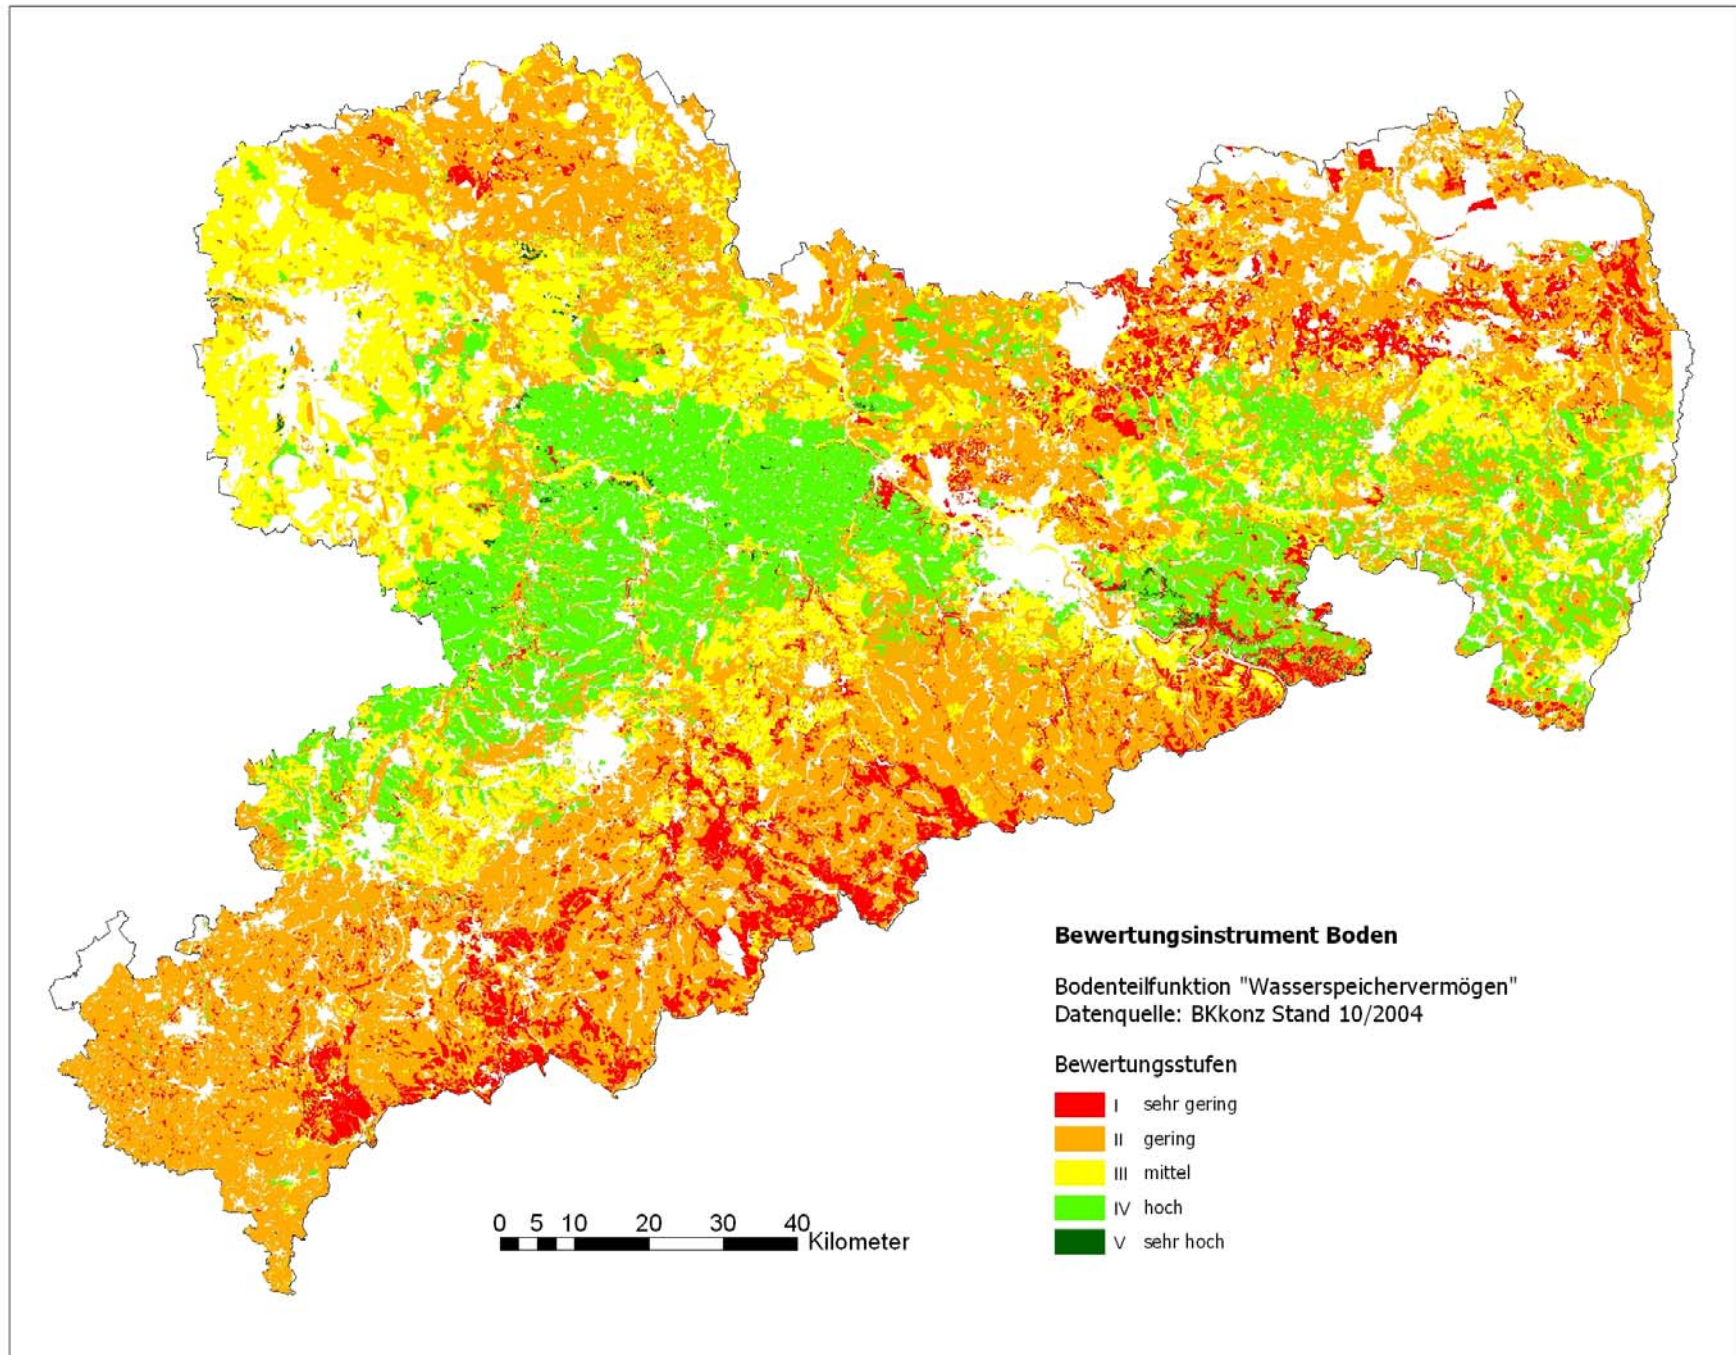 Bewertungsinstrument Boden
Bodenteilfunktion "Wasserspeichervermögen"
Datenquelle: BKkonz Stand 10/2004
Bewertungsstufen
I sehr gering
II gering
III mittel
IV hoch
V sehr hoch
0 5 10 20 30 40
Kilometer